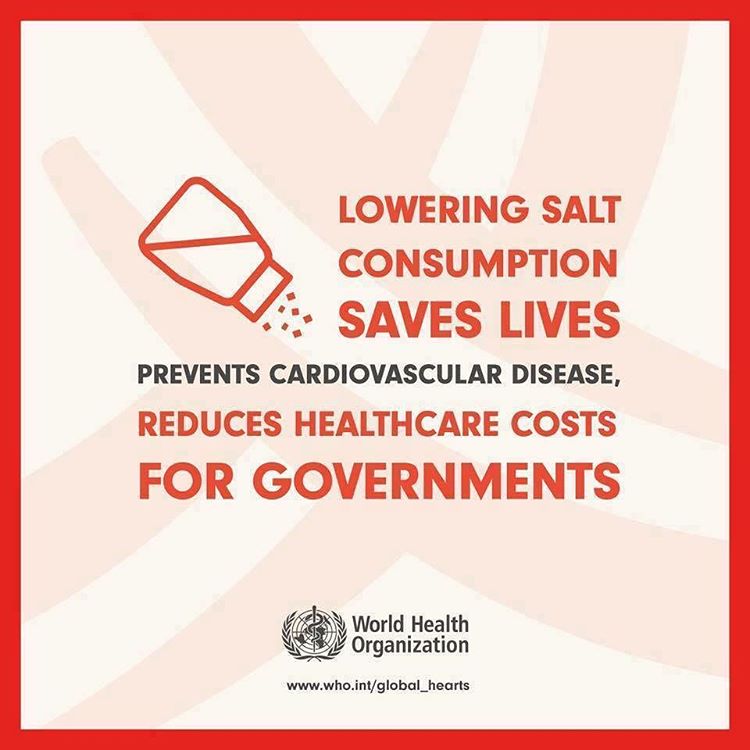 LOWERING SALT
CONSUMPTION
SAVES LIVES
PREVENTS CARDIOVASCULAR DISEASE,
REDUCES HEALTHCARE COSTS
FOR GOVERNMENTS
World Health
Organization
www.who.int/global_hearts